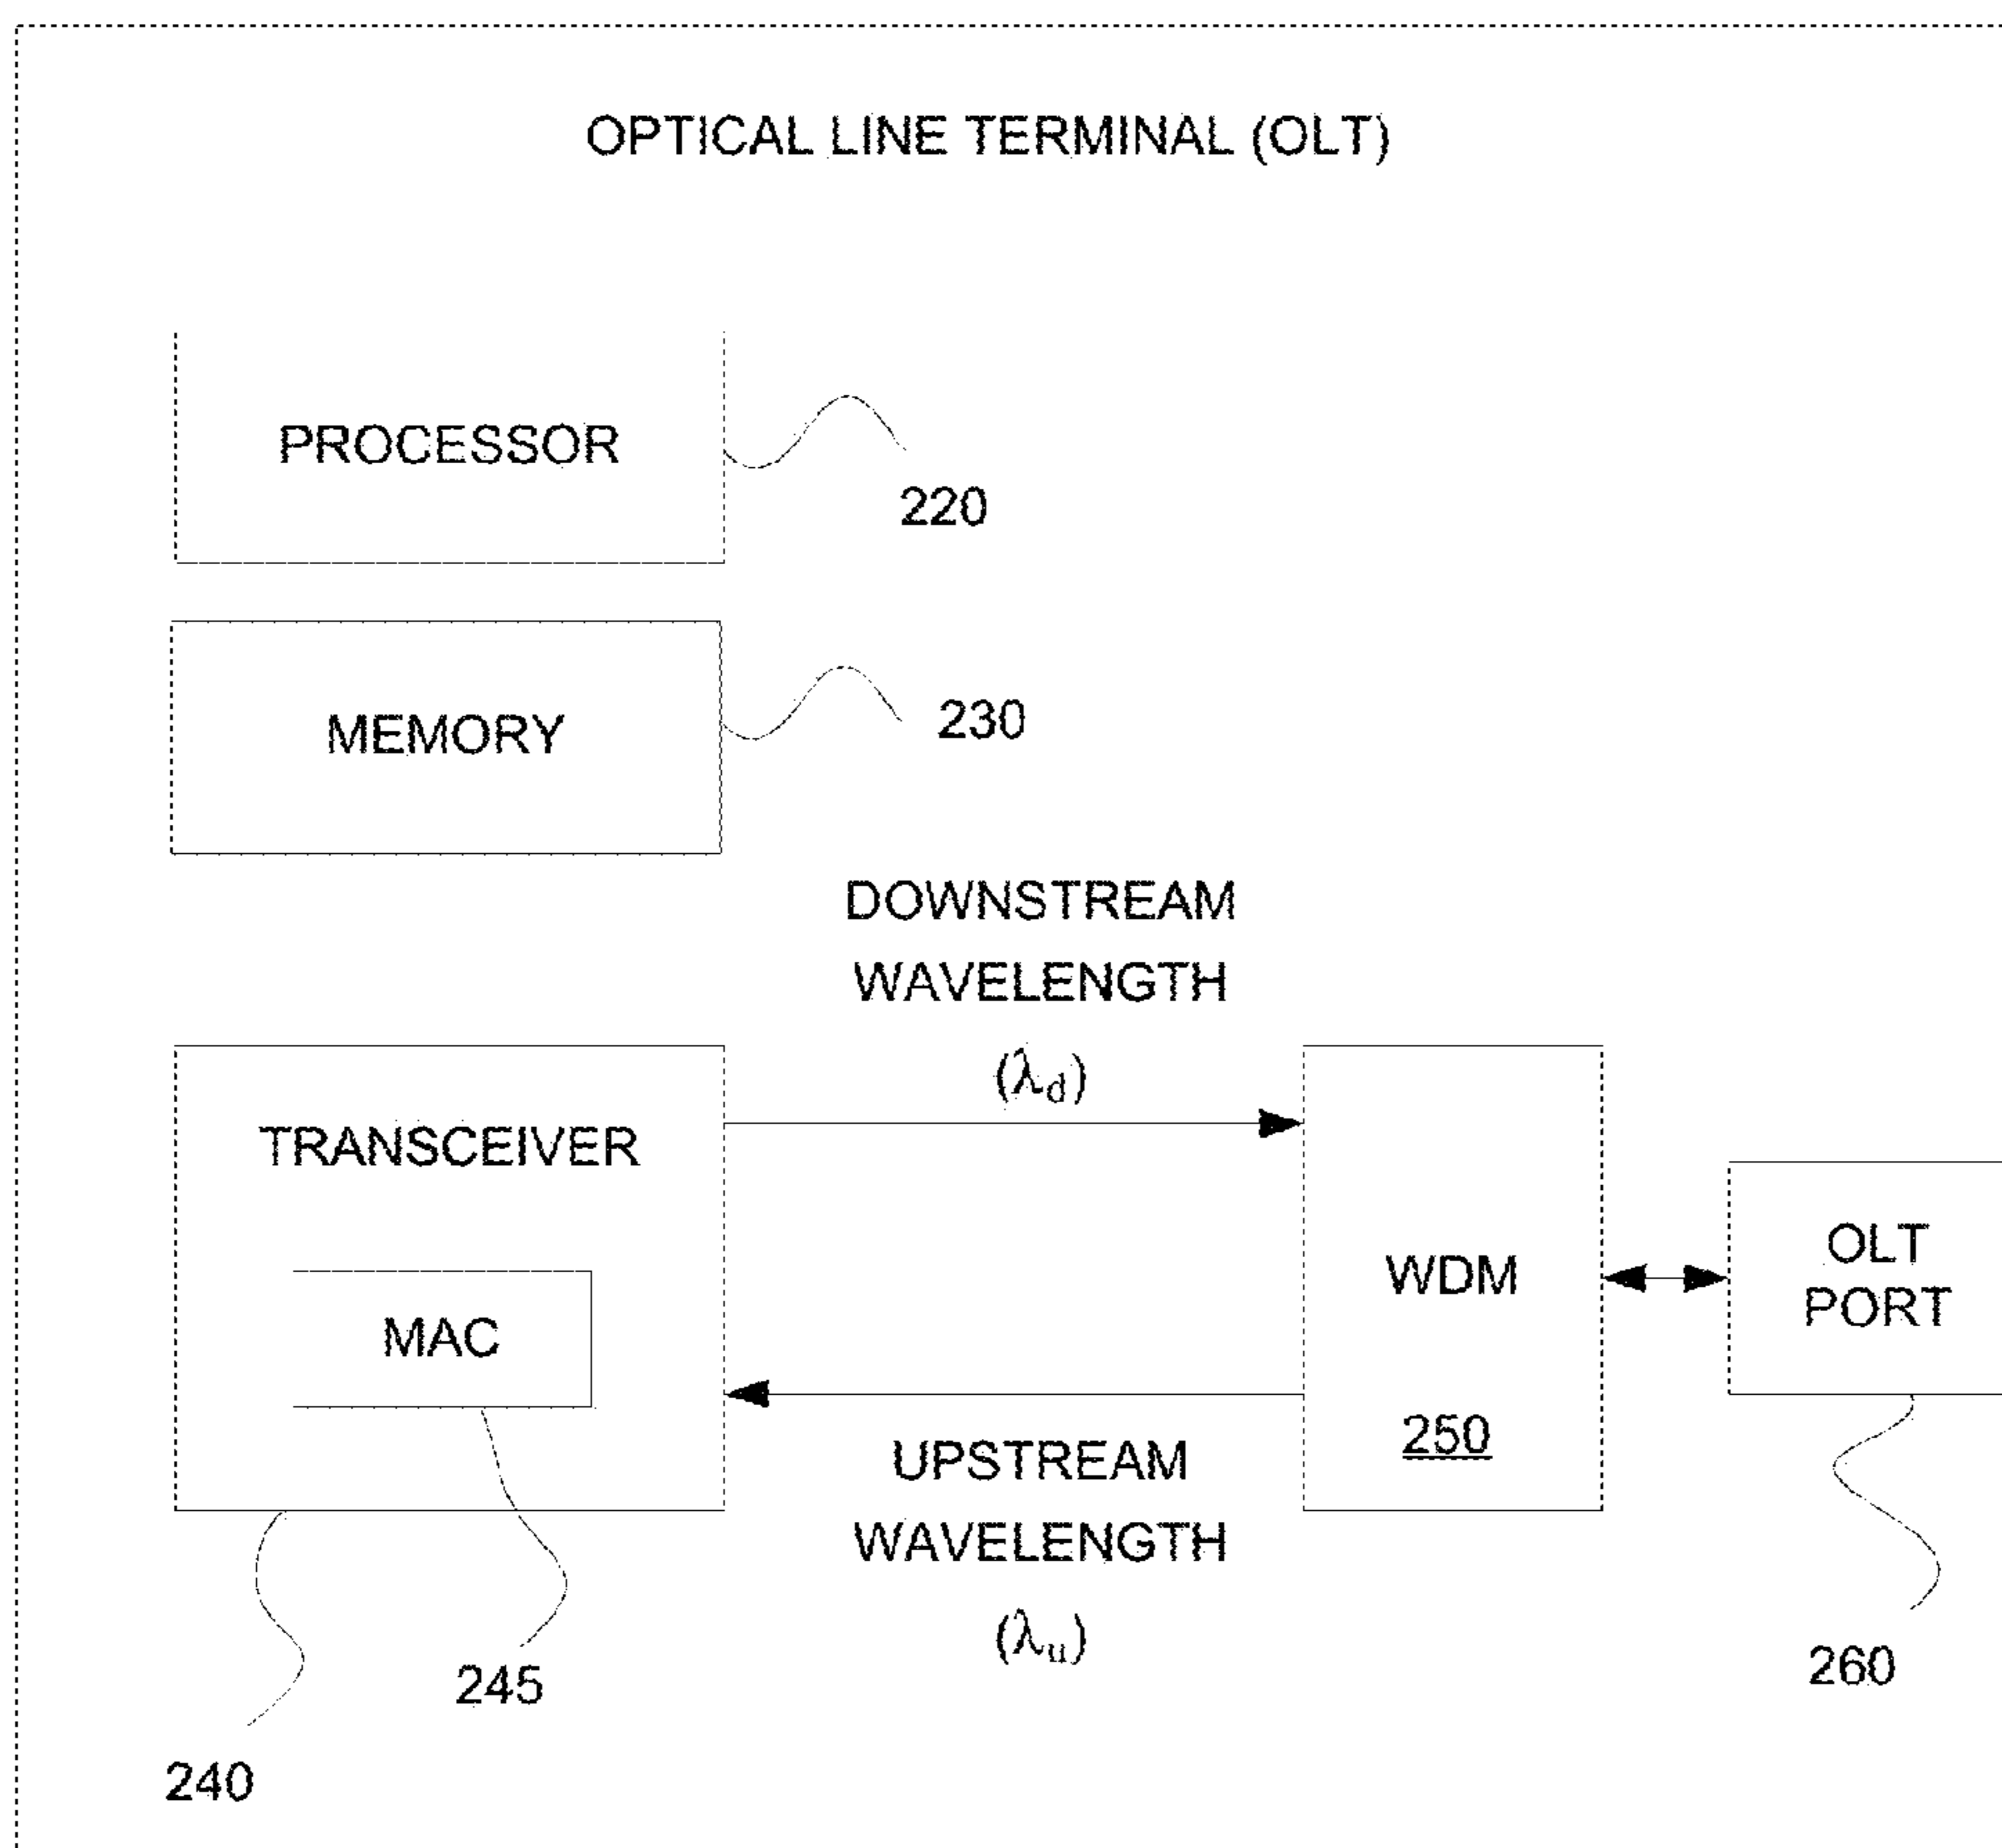 OPTICAL LINE TERMINAL (OLT)
PROCESSOR
220
MEMORY
230
DOWNSTREAM
WAVELENGTH
(λd)
TRANSCEIVER
MAC
WDM
250
OLT
PORT
UPSTREAM
WAVELENGTH
(λu)
245
240
260